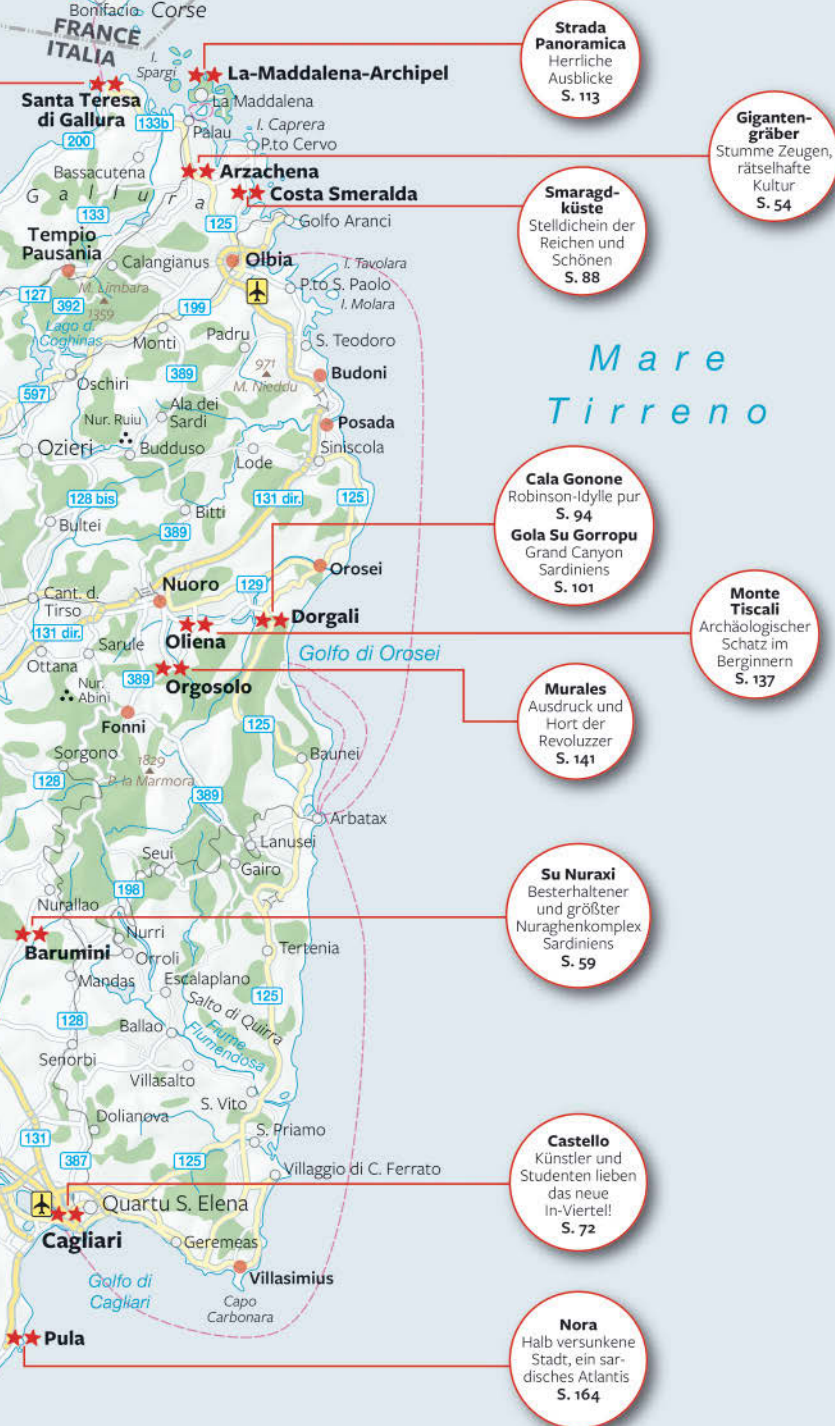 Bonifacio Corse
FRANCE
ITALIA
I.
Spargi
La-Maddalena-Archipel
La Maddalena
Santa Teresa
di Gallura
133b
Palau
I. Caprera
P.to Cervo
200
Bassacutena
Arzachena
Gallura
Costa Smeralda
133
125
Golfo Aranci
Tempio
Pausania
Calangianus
Olbia
I. Tavolara
M. Limbara
1359
P.to S. Paolo
I. Molara
127
392
199
Lago d.
Coghinas
Monti
Padru
S. Teodoro
389
971
M. Nieddu
Budoni
Oschiri
597
Nur. Ruiu
Ala dei
Sardi
Posada
Ozieri
Budduso
Siniscola
Lode
128 bis
131 dir.
125
Bultei
Bitti
389
Orosei
Nuoro
129
Cant. d.
Tirso
Dorgali
131 dir.
Oliena
Sarule
Golfo di Orosei
Ottana
389
Nur.
Abini
Orgosolo
Fonni
125
Sorgono
Baunei
1829
P. la Marmora
128
389
Arbatax
Lanusei
Seui
Gairo
198
Nurallao
Nurri
Barumini
Orroli
Tertenia
Mandas
Escalaplano
125
Salto di Quirra
128
Ballao
Fiume
Flumendosa
Senorbi
Villasalto
S. Vito
Dolianova
131
S. Priamo
387
125
Villaggio di C. Ferrato
Quartu S. Elena
Cagliari
Geremeas
Golfo di
Cagliari
Villasimius
Capo
Carbonara
Pula
Mare
Tirreno
Strada
Panoramica
Herrliche
Ausblicke
S. 113
Giganten-
gräber
Stumme Zeugen,
rätselhafte
Kultur
S. 54
Smaragd-
küste
Stelldichein der
Reichen und
Schönen
S. 88
Cala Gonone
Robinson-Idylle pur
S. 94
Gola Su Gorropu
Grand Canyon
Sardiniens
S. 101
Monte
Tiscali
Archäologischer
Schatz im
Berginnern
S. 137
Murales
Ausdruck und
Hort der
Revoluzzer
S. 141
Su Nuraxi
Besterhaltener
und größter
Nuraghenkomplex
Sardiniens
S. 59
Castello
Künstler und
Studenten lieben
das neue
In-Viertel!
S. 72
Nora
Halb versunkene
Stadt, ein sar-
disches Atlantis
S. 164